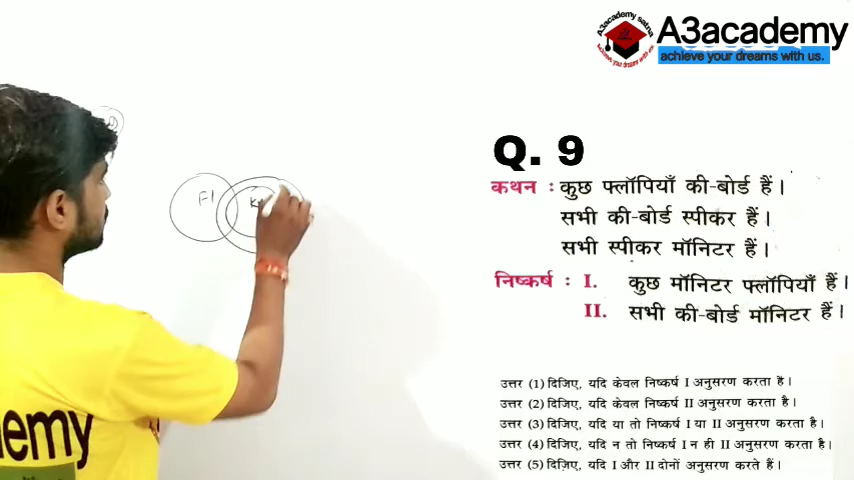 A3academy satna
A3academy
achieve your dreams with us.
Q. 9
कथन : कुछ फ्लॉपियाँ की-बोर्ड हैं।
सभी की-बोर्ड स्पीकर हैं।
सभी स्पीकर मॉनिटर हैं।
निष्कर्ष : I. कुछ मॉनिटर फ्लॉपियाँ हैं।
II. सभी की-बोर्ड मॉनिटर हैं।
उत्तर (1) दिजिए, यदि केवल निष्कर्ष I अनुसरण करता है।
उत्तर (2) दिजिए, यदि केवल निष्कर्ष II अनुसरण करता है।
उत्तर (3) दिजिए, यदि या तो निष्कर्ष I या II अनुसरण करता है।
उत्तर (4) दिजिए, यदि न तो निष्कर्ष I न ही II अनुसरण करता है।
उत्तर (5) दिजिए, यदि I और II दोनों अनुसरण करते हैं।
Fl
emy